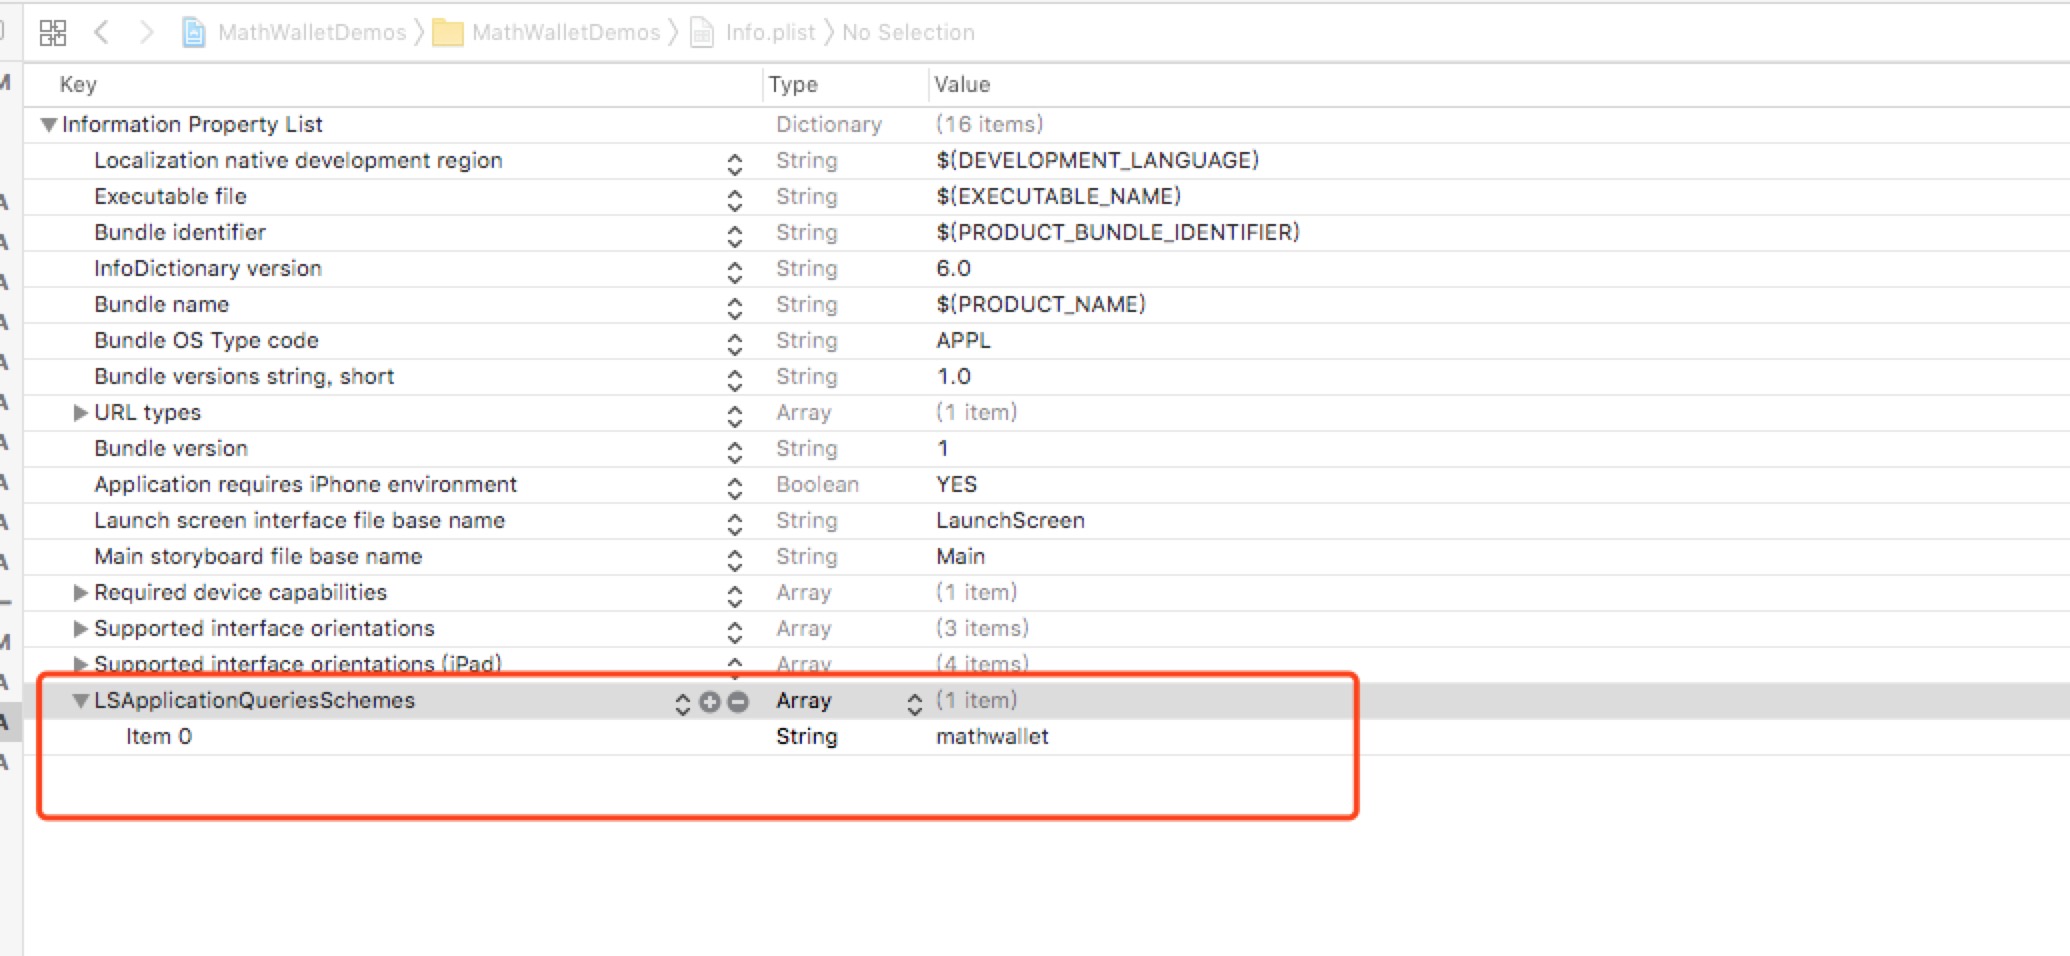 MathWalletDemos MathWalletDemos Info.plist No Selection
Key Type Value
Information Property List Dictionary (16 items)
Localization native development region String $(DEVELOPMENT_LANGUAGE)
Executable file String $(EXECUTABLE_NAME)
Bundle identifier String $(PRODUCT_BUNDLE_IDENTIFIER)
InfoDictionary version String 6.0
Bundle name String $(PRODUCT_NAME)
Bundle OS Type code String APPL
Bundle versions string, short String 1.0
URL types Array (1 item)
Bundle version String 1
Application requires iPhone environment Boolean YES
Launch screen interface file base name String LaunchScreen
Main storyboard file base name String Main
Required device capabilities Array (1 item)
Supported interface orientations Array (3 items)
Supported interface orientations (iPad) Array (4 items)
LSApplicationQueriesSchemes Array (1 item)
Item 0 String mathwallet